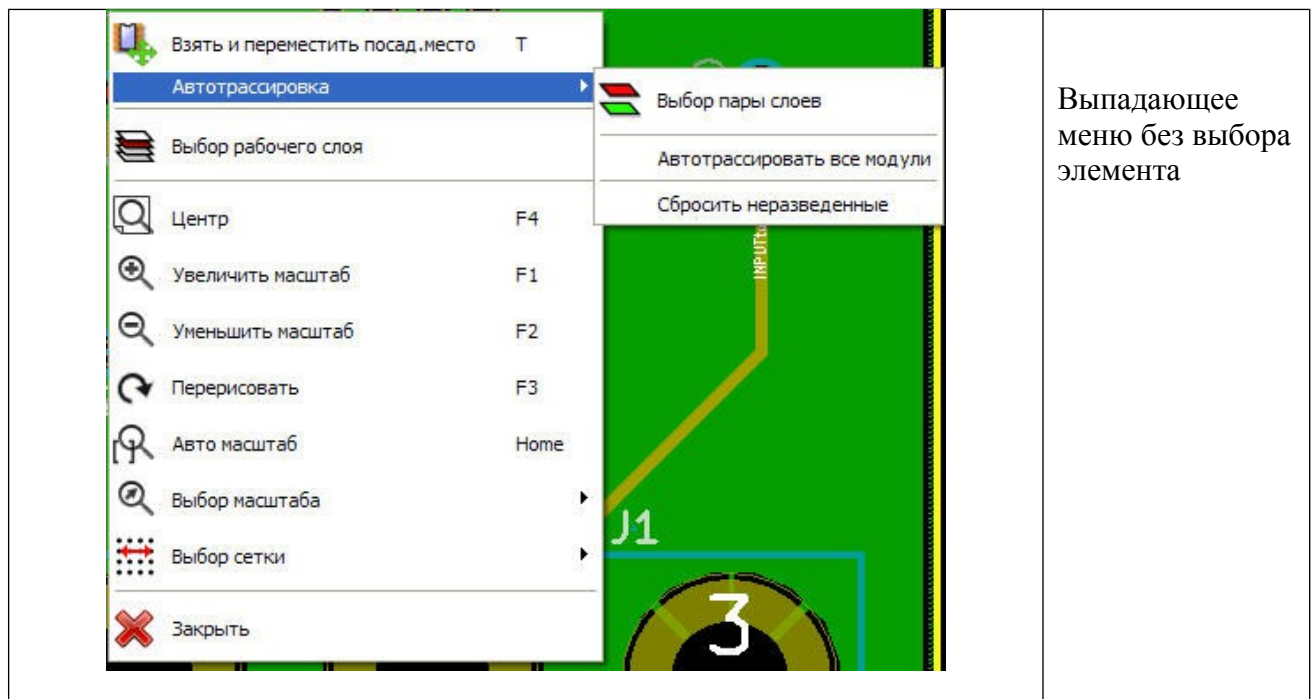 Взять и переместить посад.место T
Автотрассировка
Выбор рабочего слоя
Центр F4
Увеличить масштаб F1
Уменьшить масштаб F2
Перерисовать F3
Авто масштаб Home
Выбор масштаба
Выбор сетки
Закрыть
Выбор пары слоев
Автотрассировать все модули
Сбросить неразведенные
J1
3
Выпадающее
меню без выбора
элемента